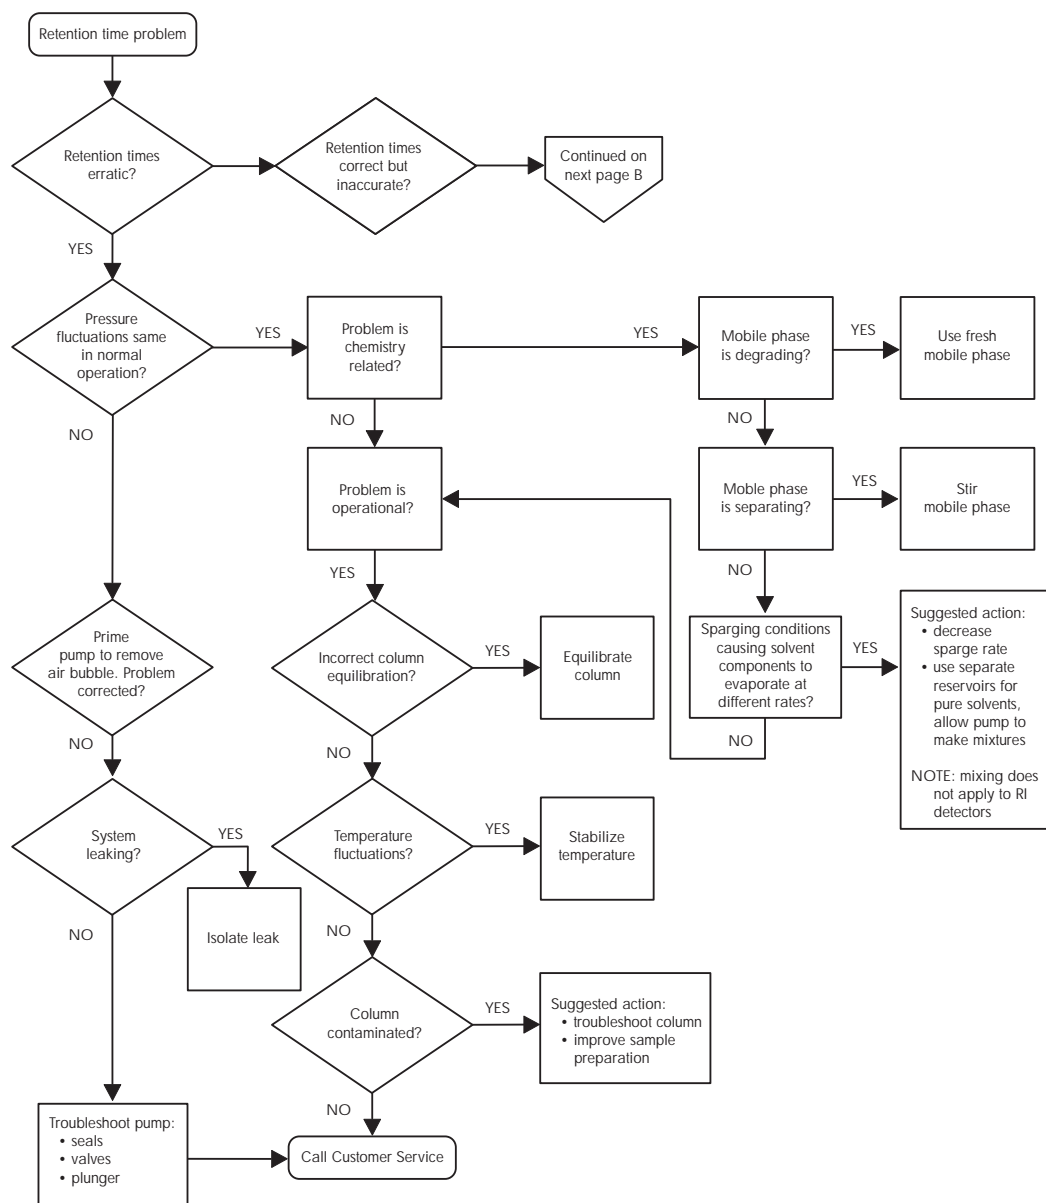 Retention time problem
Retention times
erratic?
Retention times
correct but
inaccurate?
Continued on
next page B
YES
Pressure
fluctuations same
in normal
operation?
YES
Problem is
chemistry
related?
YES
Mobile phase
is degrading?
YES
Use fresh
mobile phase
NO
NO
NO
Problem is
operational?
Moble phase
is separating?
YES
Stir
mobile phase
YES
NO
Prime
pump to remove
air bubble. Problem
corrected?
Incorrect column
equilibration?
YES
Equilibrate
column
Sparging conditions
causing solvent
components to
evaporate at
different rates?
YES
Suggested action:
• decrease
sparge rate
• use separate
reservoirs for
pure solvents,
allow pump to
make mixtures
NOTE: mixing does
not apply to RI
detectors
NO
NO
NO
System
leaking?
YES
Isolate leak
Temperature
fluctuations?
YES
Stabilize
temperature
NO
NO
Column
contaminated?
YES
Suggested action:
• troubleshoot column
• improve sample
preparation
NO
Troubleshoot pump:
• seals
• valves
• plunger
Call Customer Service